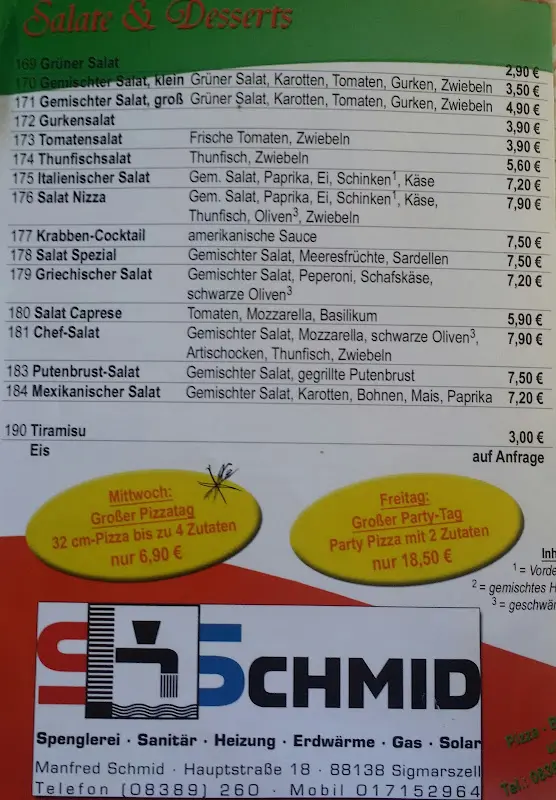 Salate & Desserts
169 Grüner Salat 2,90 €
170 Gemischter Salat, klein Grüner Salat, Karotten, Tomaten, Gurken, Zwiebeln 3,50 €
171 Gemischter Salat, groß Grüner Salat, Karotten, Tomaten, Gurken, Zwiebeln 4,90 €
172 Gurkensalat 3,90 €
173 Tomatensalat Frische Tomaten, Zwiebeln 3,90 €
174 Thunfischsalat Thunfisch, Zwiebeln 5,60 €
175 Italienischer Salat Gem. Salat, Paprika, Ei, Schinken¹, Käse 7,20 €
176 Salat Nizza Gem. Salat, Paprika, Ei, Schinken¹, Käse, 7,90 €
Thunfisch, Oliven³, Zwiebeln
177 Krabben-Cocktail amerikanische Sauce 7,50 €
178 Salat Spezial Gemischter Salat, Meeresfrüchte, Sardellen 7,50 €
179 Griechischer Salat Gemischter Salat, Peperoni, Schafskäse, 7,20 €
schwarze Oliven³
180 Salat Caprese Tomaten, Mozzarella, Basilikum 5,90 €
181 Chef-Salat Gemischter Salat, Mozzarella, schwarze Oliven³, 7,90 €
Artischocken, Thunfisch, Zwiebeln
183 Putenbrust-Salat Gemischter Salat, gegrillte Putenbrust 7,50 €
184 Mexikanischer Salat Gemischter Salat, Karotten, Bohnen, Mais, Paprika 7,20 €
190 Tiramisu 3,00 €
Eis auf Anfrage
Mittwoch:
Großer Pizzatag
32 cm-Pizza bis zu 4 Zutaten
nur 6,90 €
Freitag:
Großer Party-Tag
Party Pizza mit 2 Zutaten
nur 18,50 €
Inh
¹ = Vorde
² = gemischtes H
³ = geschwär
SCHMID
Spenglerei · Sanitär · Heizung · Erdwärme · Gas · Solar
Manfred Schmid · Hauptstraße 18 · 88138 Sigmarszell
Telefon (08389) 260 · Mobil 017152964
Pizza · 
Tel.: 0838